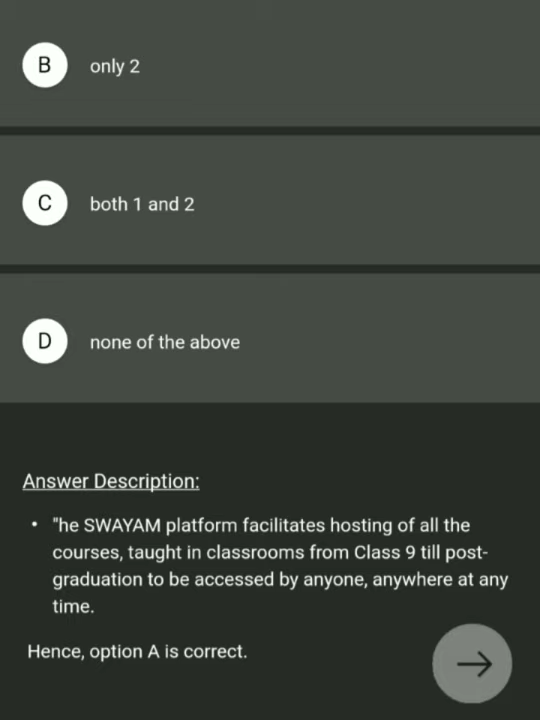 B only 2
C both 1 and 2
D none of the above
Answer Description:
• "he SWAYAM platform facilitates hosting of all the
courses, taught in classrooms from Class 9 till post-
graduation to be accessed by anyone, anywhere at any
time.
Hence, option A is correct.